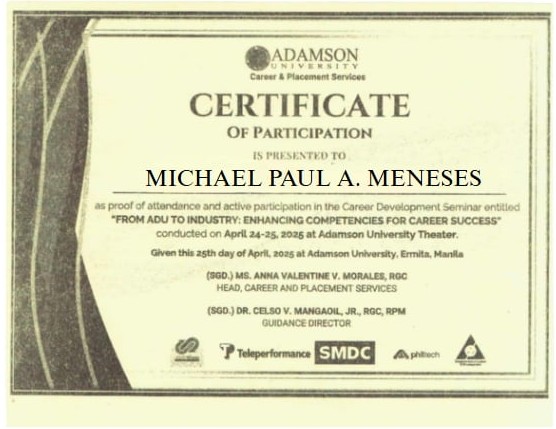 ADAMSON
UNIVERSITY
Career & Placement Services
CERTIFICATE
OF PARTICIPATION
IS PRESENTED TO
MICHAEL PAUL A. MENESES
as proof of attendance and active participation in the Career Development Seminar entitled
"FROM ADU TO INDUSTRY: ENHANCING COMPETENCIES FOR CAREER SUCCESS"
conducted on April 24-25, 2025 at Adamson University Theater.
Given this 25th day of April, 2025 at Adamson University, Ermita, Manila
(SGD.) MS. ANNA VALENTINE V. MORALES, RGC
HEAD, CAREER AND PLACEMENT SERVICES
(SGD.) DR. CELSO V. MANGAOIL, JR., RGC, RPM
GUIDANCE DIRECTOR
Teleperformance SMDC philtech